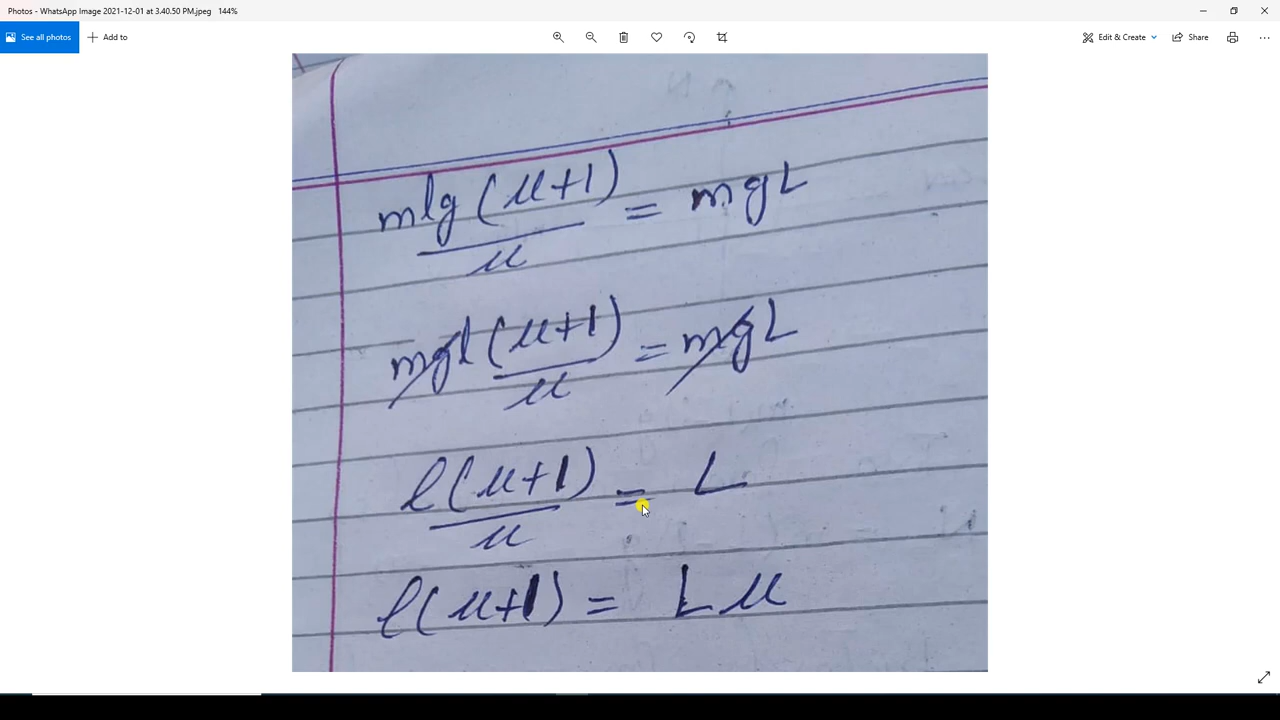 Photos - WhatsApp Image 2021-12-01 at 3.40.50 PM.jpeg 144%
See all photos
Add to
Edit & Create
Share
mlg (μ+1) = mgL
μ
mgl (μ+1) = mgL
μ
l (μ+1) = L
μ
l (μ+1) = Lμ